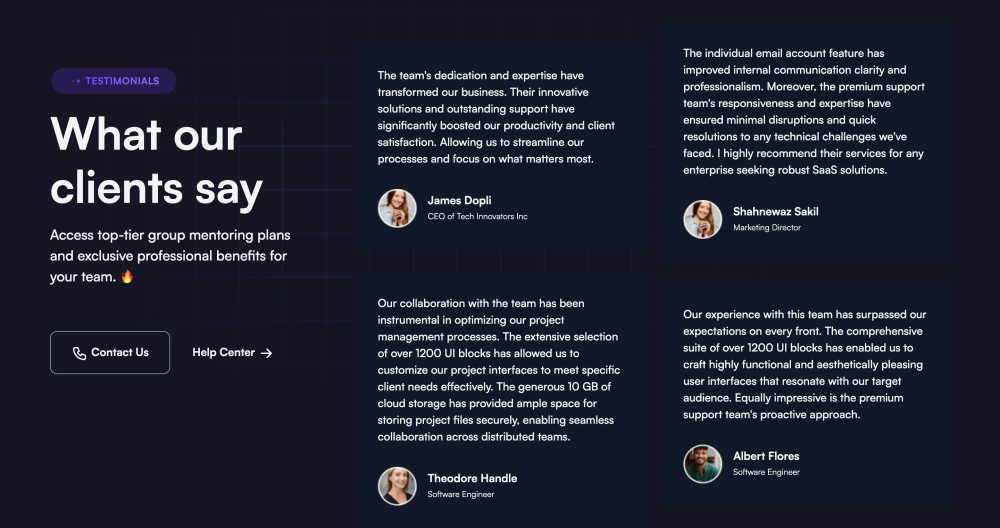 TESTIMONIALS
What our
clients say
Access top-tier group mentoring plans
and exclusive professional benefits for
your team. 🔥
Contact Us
Help Center →
The team's dedication and expertise have
transformed our business. Their innovative
solutions and outstanding support have
significantly boosted our productivity and client
satisfaction. Allowing us to streamline our
processes and focus on what matters most.
James Dopli
CEO of Tech Innovators Inc
Our collaboration with the team has been
instrumental in optimizing our project
management processes. The extensive selection
of over 1200 UI blocks has allowed us to
customize our project interfaces to meet specific
client needs effectively. The generous 10 GB of
cloud storage has provided ample space for
storing project files securely, enabling seamless
collaboration across distributed teams.
Theodore Handle
Software Engineer
The individual email account feature has
improved internal communication clarity and
professionalism. Moreover, the premium support
team's responsiveness and expertise have
ensured minimal disruptions and quick
resolutions to any technical challenges we've
faced. I highly recommend their services for any
enterprise seeking robust SaaS solutions.
Shahnewaz Sakil
Marketing Director
Our experience with this team has surpassed our
expectations on every front. The comprehensive
suite of over 1200 UI blocks has enabled us to
craft highly functional and aesthetically pleasing
user interfaces that resonate with our target
audience. Equally impressive is the premium
support team's proactive approach.
Albert Flores
Software Engineer